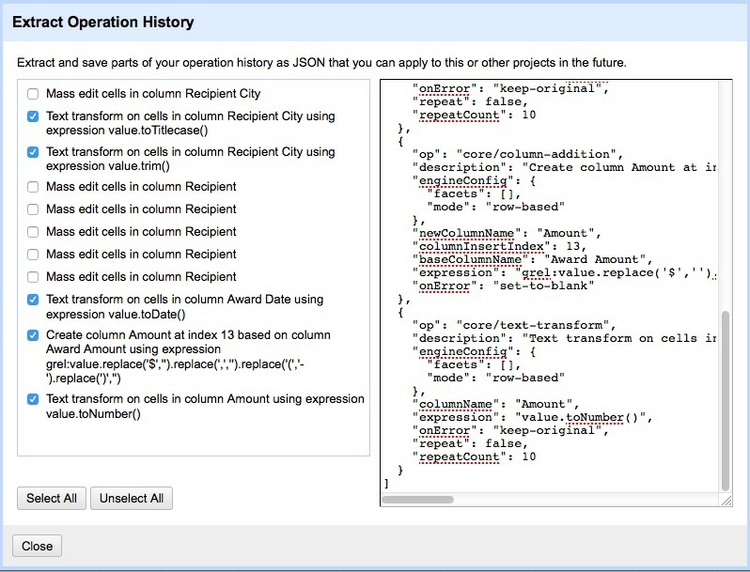 Extract Operation History
Extract and save parts of your operation history as JSON that you can apply to this or other projects in the future.
Mass edit cells in column Recipient City
Text transform on cells in column Recipient City using
expression value.toTitlecase()
Text transform on cells in column Recipient City using
expression value.trim()
Mass edit cells in column Recipient
Mass edit cells in column Recipient
Mass edit cells in column Recipient
Mass edit cells in column Recipient
Mass edit cells in column Recipient
Text transform on cells in column Award Date using
expression value.toDate()
Create column Amount at index 13 based on column
Award Amount using expression
grel:value.replace('$','').replace(',','').replace('(','-
').replace(')','')
Text transform on cells in column Amount using expression
value.toNumber()
Select All
Unselect All
"onError": "keep-original",
"repeat": false,
"repeatCount": 10
},
{
"op": "core/column-addition",
"description": "Create column Amount at in
"engineConfig": {
"facets": [],
"mode": "row-based"
},
"newColumnName": "Amount",
"columnInsertIndex": 13,
"baseColumnName": "Award Amount",
"expression": "grel:value.replace('$','').
"onError": "set-to-blank"
},
{
"op": "core/text-transform",
"description": "Text transform on cells in
"engineConfig": {
"facets": [],
"mode": "row-based"
},
"columnName": "Amount",
"expression": "value.toNumber()",
"onError": "keep-original",
"repeat": false,
"repeatCount": 10
}
]
Close